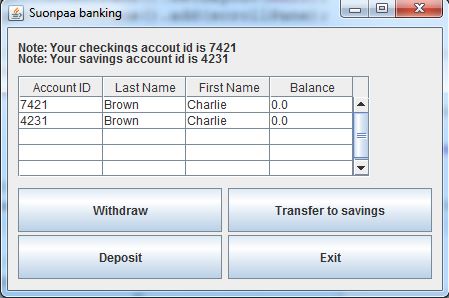 Suonpaa banking
Note: Your checkings accout id is 7421
Note: Your savings account id is 4231
Account ID Last Name First Name Balance
7421 Brown Charlie 0.0
4231 Brown Charlie 0.0
Withdraw Transfer to savings
Deposit Exit